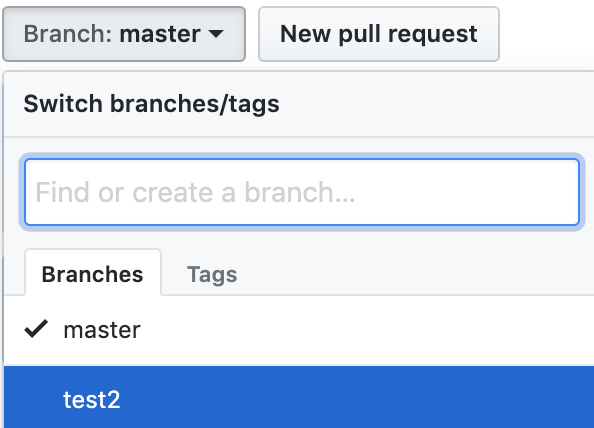 Branch: master New pull request
Switch branches/tags
Find or create a branch...
Branches Tags
master
test2